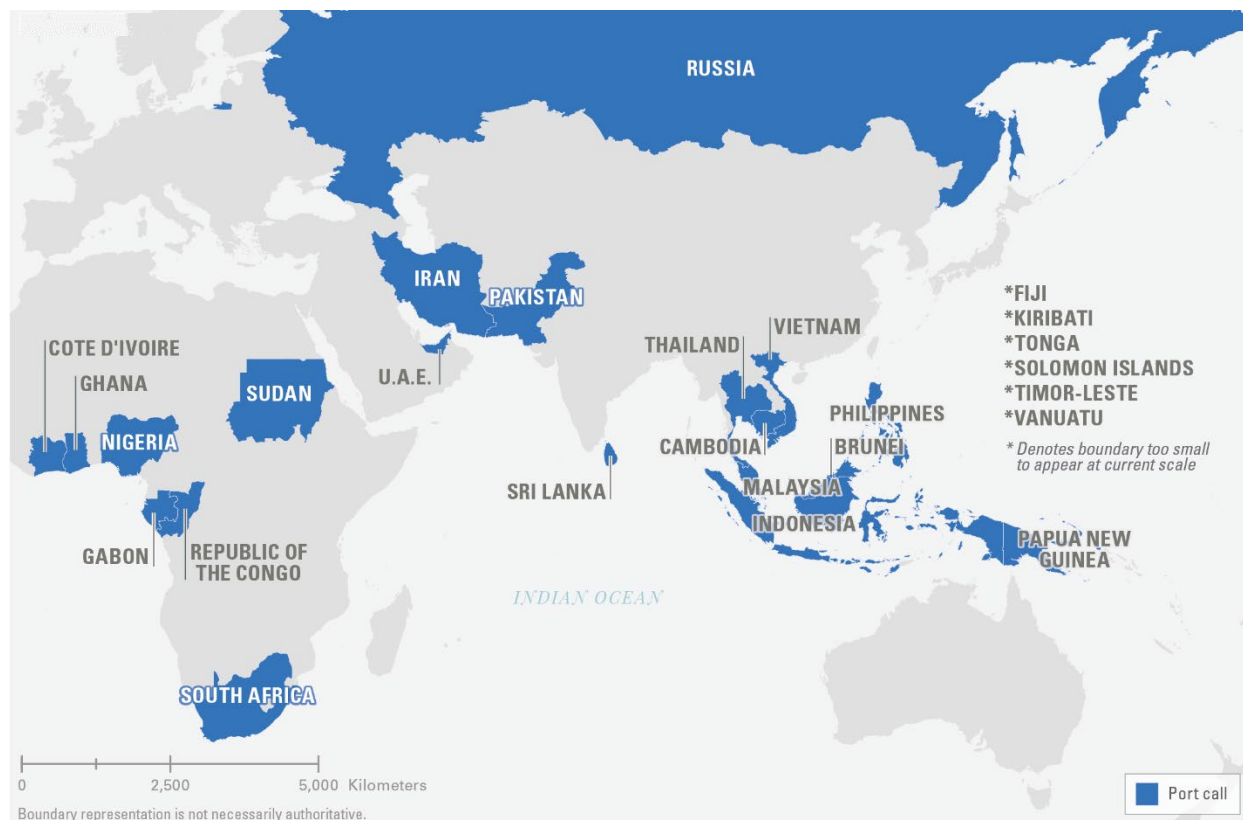 RUSSIA
IRAN
PAKISTAN
*FIJI
*KIRIBATI
*TONGA
*SOLOMON ISLANDS
*TIMOR-LESTE
*VANUATU
* Denotes boundary too small
to appear at current scale
VIETNAM
THAILAND
COTE D'IVOIRE
GHANA
U.A.E.
SUDAN
NIGERIA
PHILIPPINES
CAMBODIA
BRUNEI
SRI LANKA
MALAYSIA
INDONESIA
PAPUA NEW
GUINEA
GABON
REPUBLIC OF
THE CONGO
INDIAN OCEAN
SOUTH AFRICA
0 2,500 5,000 Kilometers
Port call
Boundary representation is not necessarily authoritative.